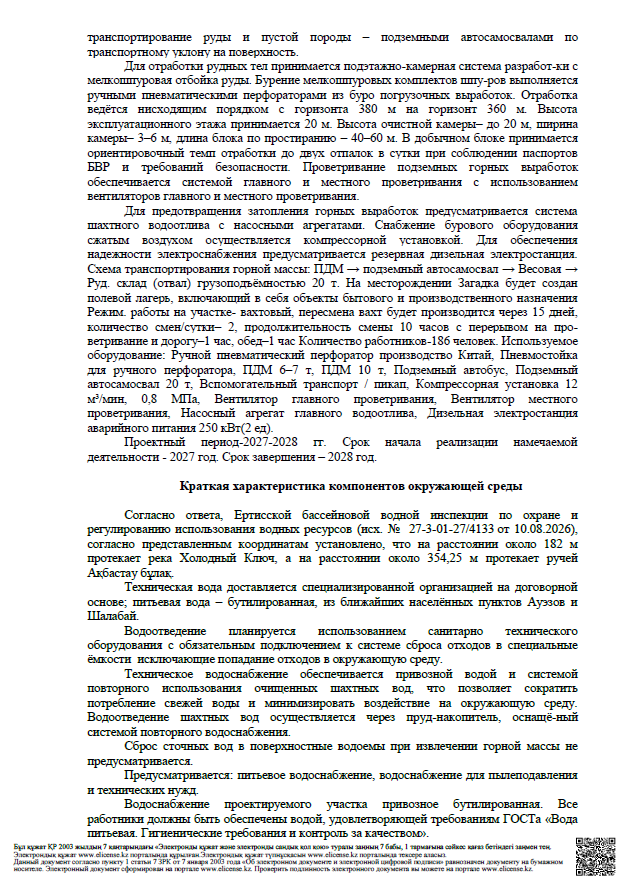 транспортирование руды и пустой породы – подземными автосамосвалами по
транспортному уклону на поверхность.
Для отработки рудных тел принимается подэтажно-камерная система разработ-ки с
мелкошпуровая отбойка руды. Бурение мелкошпуровых комплектов шпу-ров выполняется
ручными пневматическими перфораторами из буро погрузочных выработок. Отработка
ведётся нисходящим порядком с горизонта 380 м на горизонт 360 м. Высота
эксплуатационного этажа принимается 20 м. Высота очистной камеры– до 20 м, ширина
камеры– 3–6 м, длина блока по простиранию – 40–60 м. В добычном блоке принимается
ориентировочный темп отработки до двух отпалок в сутки при соблюдении паспортов
БВР и требований безопасности. Проветривание подземных горных выработок
обеспечивается системой главного и местного проветривания с использованием
вентиляторов главного и местного проветривания.
Для предотвращения затопления горных выработок предусматривается система
шахтного водоотлива с насосными агрегатами. Снабжение бурового оборудования
сжатым воздухом осуществляется компрессорной установкой. Для обеспечения
надежности электроснабжения предусматривается резервная дизельная электростанция.
Схема транспортирования горной массы: ПДМ → подземный автосамосвал → Весовая →
Руд. склад (отвал) грузоподъёмностью 20 т. На месторождении Загадка будет создан
полевой лагерь, включающий в себя объекты бытового и производственного назначения
Режим. работы на участке- вахтовый, пересмена вахт будет производится через 15 дней,
количество смен/сутки– 2, продолжительность смены 10 часов с перерывом на про-
ветривание и дорогу–1 час, обед–1 час Количество работников-186 человек. Используемое
оборудование: Ручной пневматический перфоратор производство Китай, Пневмостойка
для ручного перфоратора, ПДМ 6–7 т, ПДМ 10 т, Подземный автобус, Подземный
автосамосвал 20 т, Вспомогательный транспорт / пикап, Компрессорная установка 12
м³/мин, 0,8 МПа, Вентилятор главного проветривания, Вентилятор местного
проветривания, Насосный агрегат главного водоотлива, Дизельная электростанция
аварийного питания 250 кВт(2 ед).
Проектный период-2027-2028 гг. Срок начала реализации намечаемой
деятельности - 2027 год. Срок завершения – 2028 год.
Краткая характеристика компонентов окружающей среды
Согласно ответа, Ертисской бассейновой водной инспекции по охране и
регулированию использования водных ресурсов (исх. № 27-3-01-27/4133 от 10.08.2026),
согласно представленным координатам установлено, что на расстоянии около 182 м
протекает река Холодный Ключ, а на расстоянии около 354,25 м протекает ручей
Ақбастау бұлақ.
Техническая вода доставляется специализированной организацией на договорной
основе; питьевая вода – бутилированная, из ближайших населённых пунктов Ауэзов и
Шалабай.
Водоотведение планируется использованием санитарно технического
оборудования с обязательным подключением к системе сброса отходов в специальные
ёмкости исключающие попадание отходов в окружающую среду.
Техническое водоснабжение обеспечивается привозной водой и системой
повторного использования очищенных шахтных вод, что позволяет сократить
потребление свежей воды и минимизировать воздействие на окружающую среду.
Водоотведение шахтных вод осуществляется через пруд-накопитель, оснащё-ный
системой повторного водоснабжения.
Сброс сточных вод в поверхностные водоемы при извлечении горной массы не
предусматривается.
Предусматривается: питьевое водоснабжение, водоснабжение для пылеподавления
и технических нужд.
Водоснабжение проектируемого участка привозное бутилированная. Все
работники должны быть обеспечены водой, удовлетворяющей требованиям ГОСТа «Вода
питьевая. Гигиенические требования и контроль за качеством».
Бұл құжат ҚР 2003 жылдың 7 қаңтарындағы «Электронды құжат және электронды сандық қол қою» туралы заңның 7 бабы, 1 тармағына сәйкес қағаз бетіндегі заңмен тең.
Электрондық құжат www.elicense.kz порталында құрылған.Электрондық құжат түпнұсқасын www.elicense.kz порталында тексере аласыз.
Данный документ согласно пункту 1 статьи 7 ЗРК от 7 января 2003 года «Об электронном документе и электронной цифровой подписи» равнозначен документу на бумажном
носителе. Электронный документ сформирован на портале www.elicense.kz. Проверить подлинность электронного документа вы можете на портале www.elicense.kz.